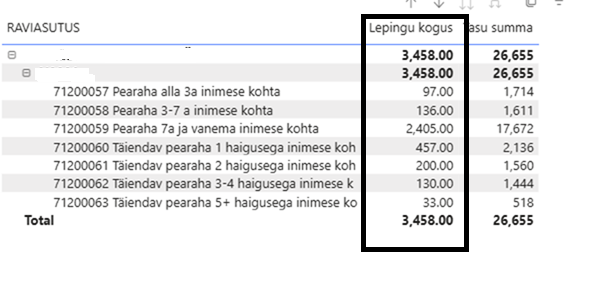 RAVIASUTUS Lepingu kogus asu summa
3,458.00 26,655
3,458.00 26,655
71200057 Pearaha alla 3a inimese kohta 97.00 1,714
71200058 Pearaha 3-7 a inimese kohta 136.00 1,611
71200059 Pearaha 7a ja vanema inimese kohta 2,405.00 17,672
71200060 Täiendav pearaha 1 haigusega inimese koh 457.00 2,136
71200061 Täiendav pearaha 2 haigusega inimese koh 200.00 1,560
71200062 Täiendav pearaha 3-4 haigusega inimese k 130.00 1,444
71200063 Täiendav pearaha 5+ haigusega inimese ko 33.00 518
Total 3,458.00 26,655